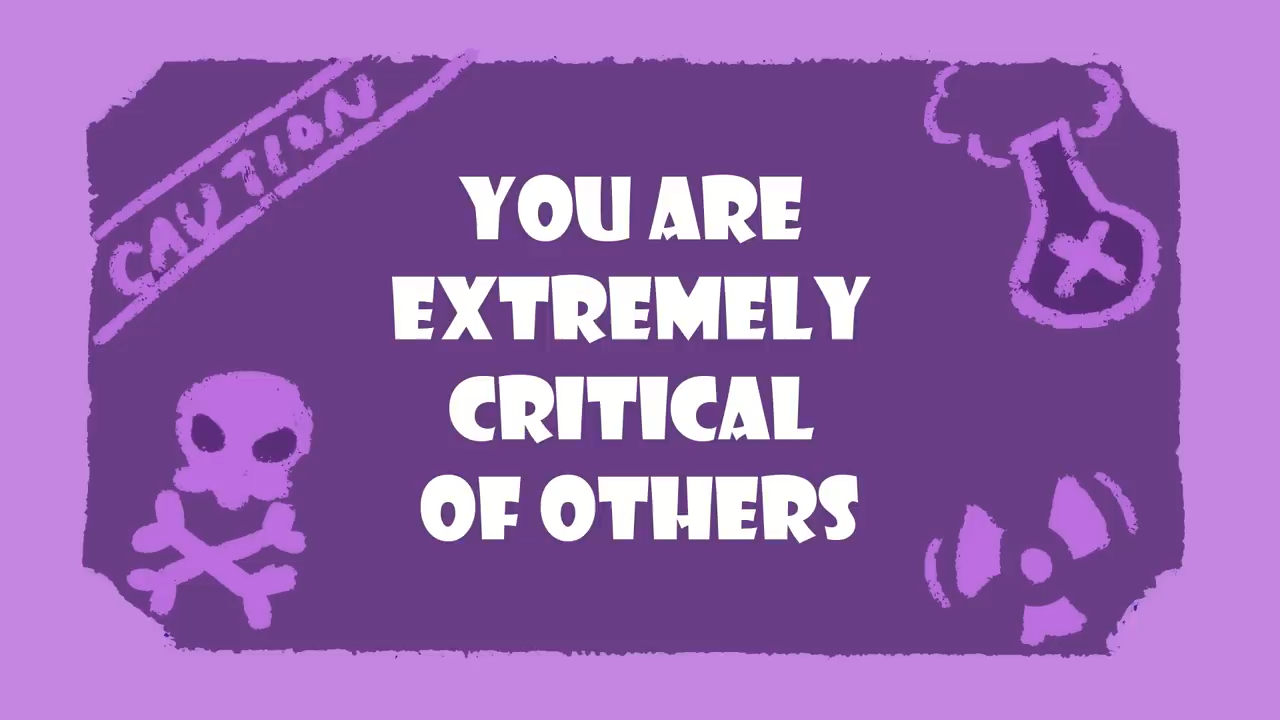 CAUTION
YOU ARE
EXTREMELY
CRITICAL
OF OTHERS